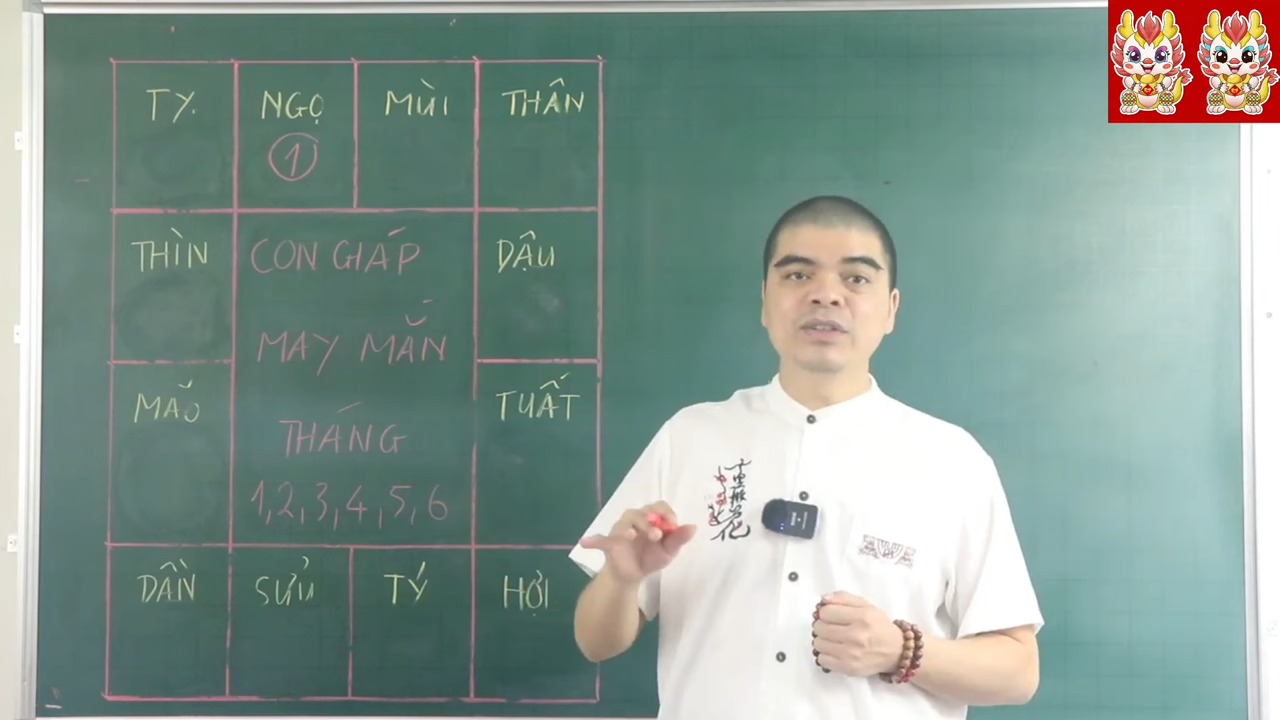 TỴ
NGỌ
MÙI
THÂN
1
THÌN
CON GIÁP
DẬU
MAY MẮN
MÃO
TUẤT
THÁNG
1,2,3,4,5,6
DẦN
SỬU
TÝ
HỢI